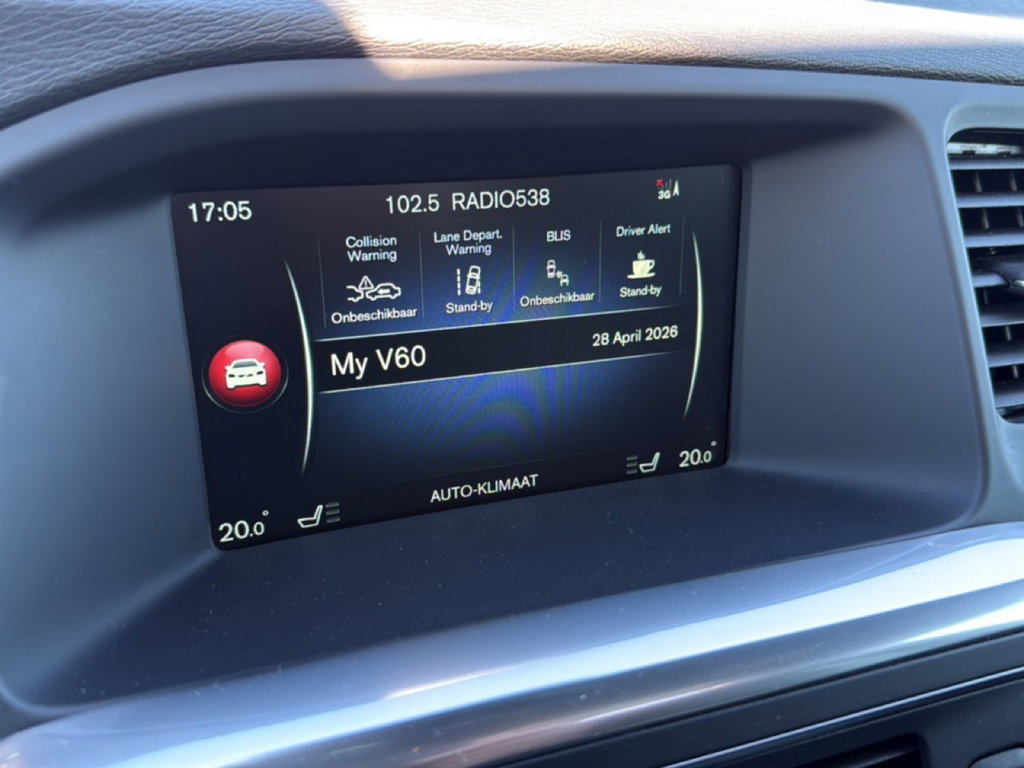 17:05
102.5 RADIO538
3G
Collision
Warning
Onbeschikbaar
Lane Depart.
Warning
Stand-by
BLIS
Onbeschikbaar
Driver Alert
Stand-by
My V60
28 April 2026
20.0°
AUTO-KLIMAAT
20.0°